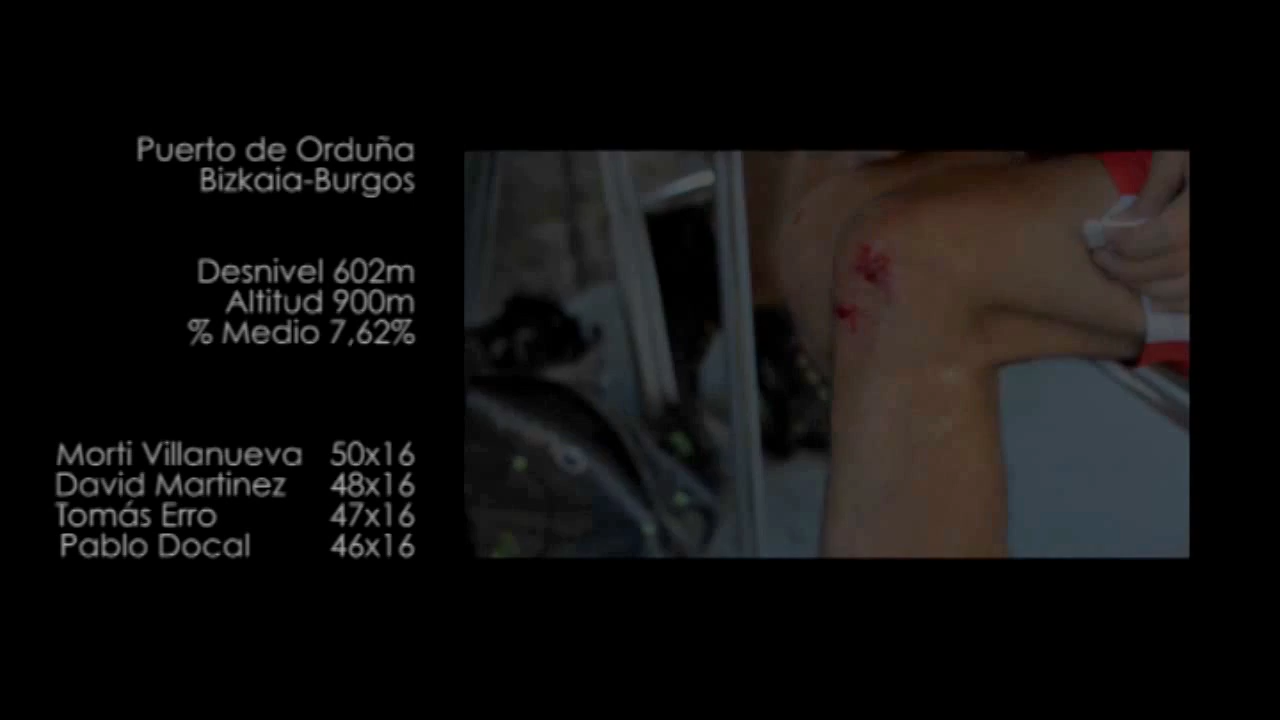 Puerto de Orduña
Bizkaia-Burgos
Desnivel 602m
Altitud 900m
% Medio 7,62%
Morti Villanueva 50x16
David Martinez 48x16
Tomás Erro 47x16
Pablo Docal 46x16